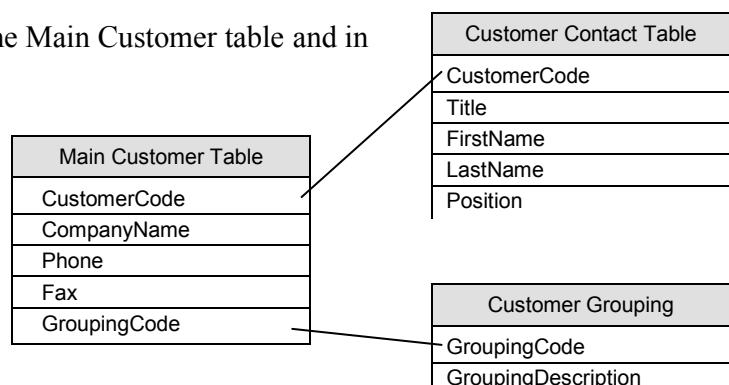 ne Main Customer table and in
Customer Contact Table
CustomerCode
Title
FirstName
LastName
Position
Main Customer Table
CustomerCode
CompanyName
Phone
Fax
GroupingCode
Customer Grouping
GroupingCode
GroupingDescription